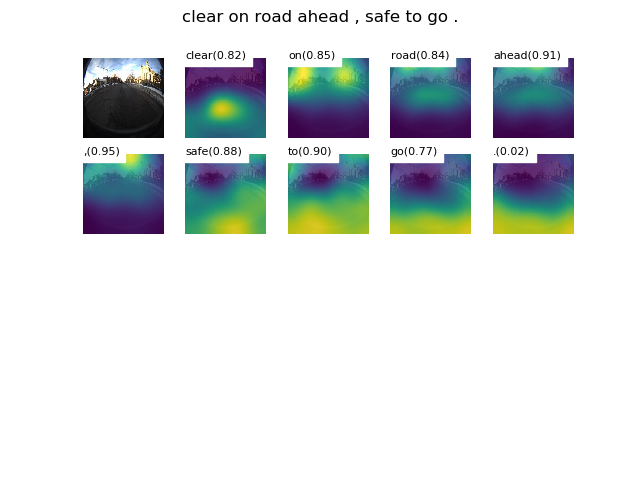 clear on road ahead , safe to go .
clear(0.82) on(0.85) road(0.84) ahead(0.91)
,(0.95) safe(0.88) to(0.90) go(0.77) .(0.02)